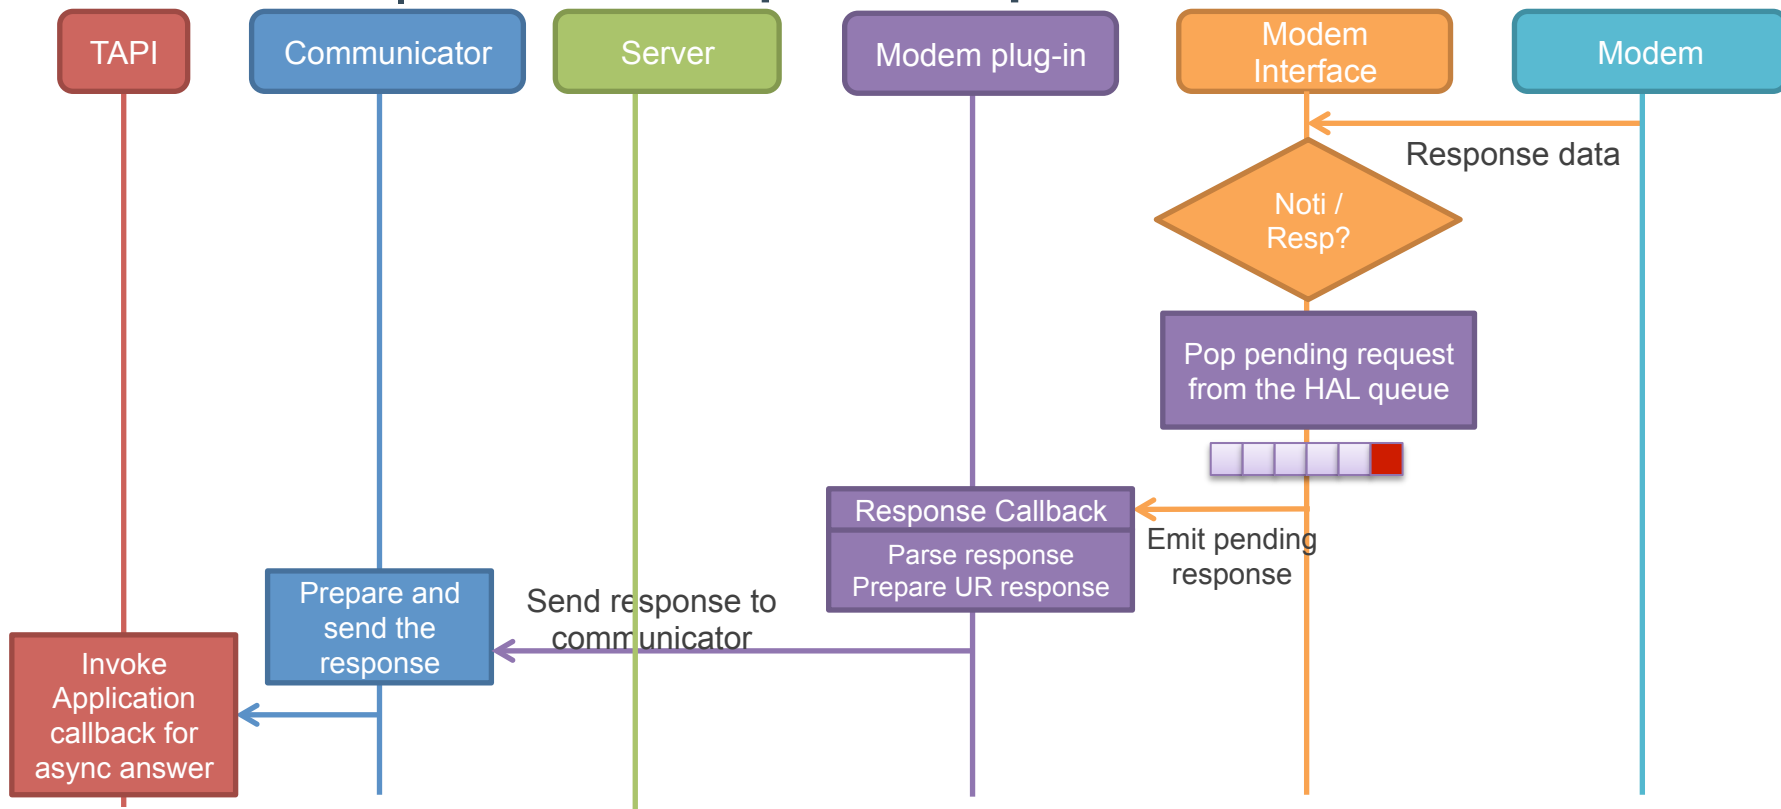 TAPI
Communicator
Server
Modem plug-in
Modem
Interface
Modem
Response data
Noti /
Resp?
Pop pending request
from the HAL queue
Response Callback
Parse response
Prepare UR response
Emit pending
response
Send response to
communicator
Prepare and
send the
response
Invoke
Application
callback for
async answer